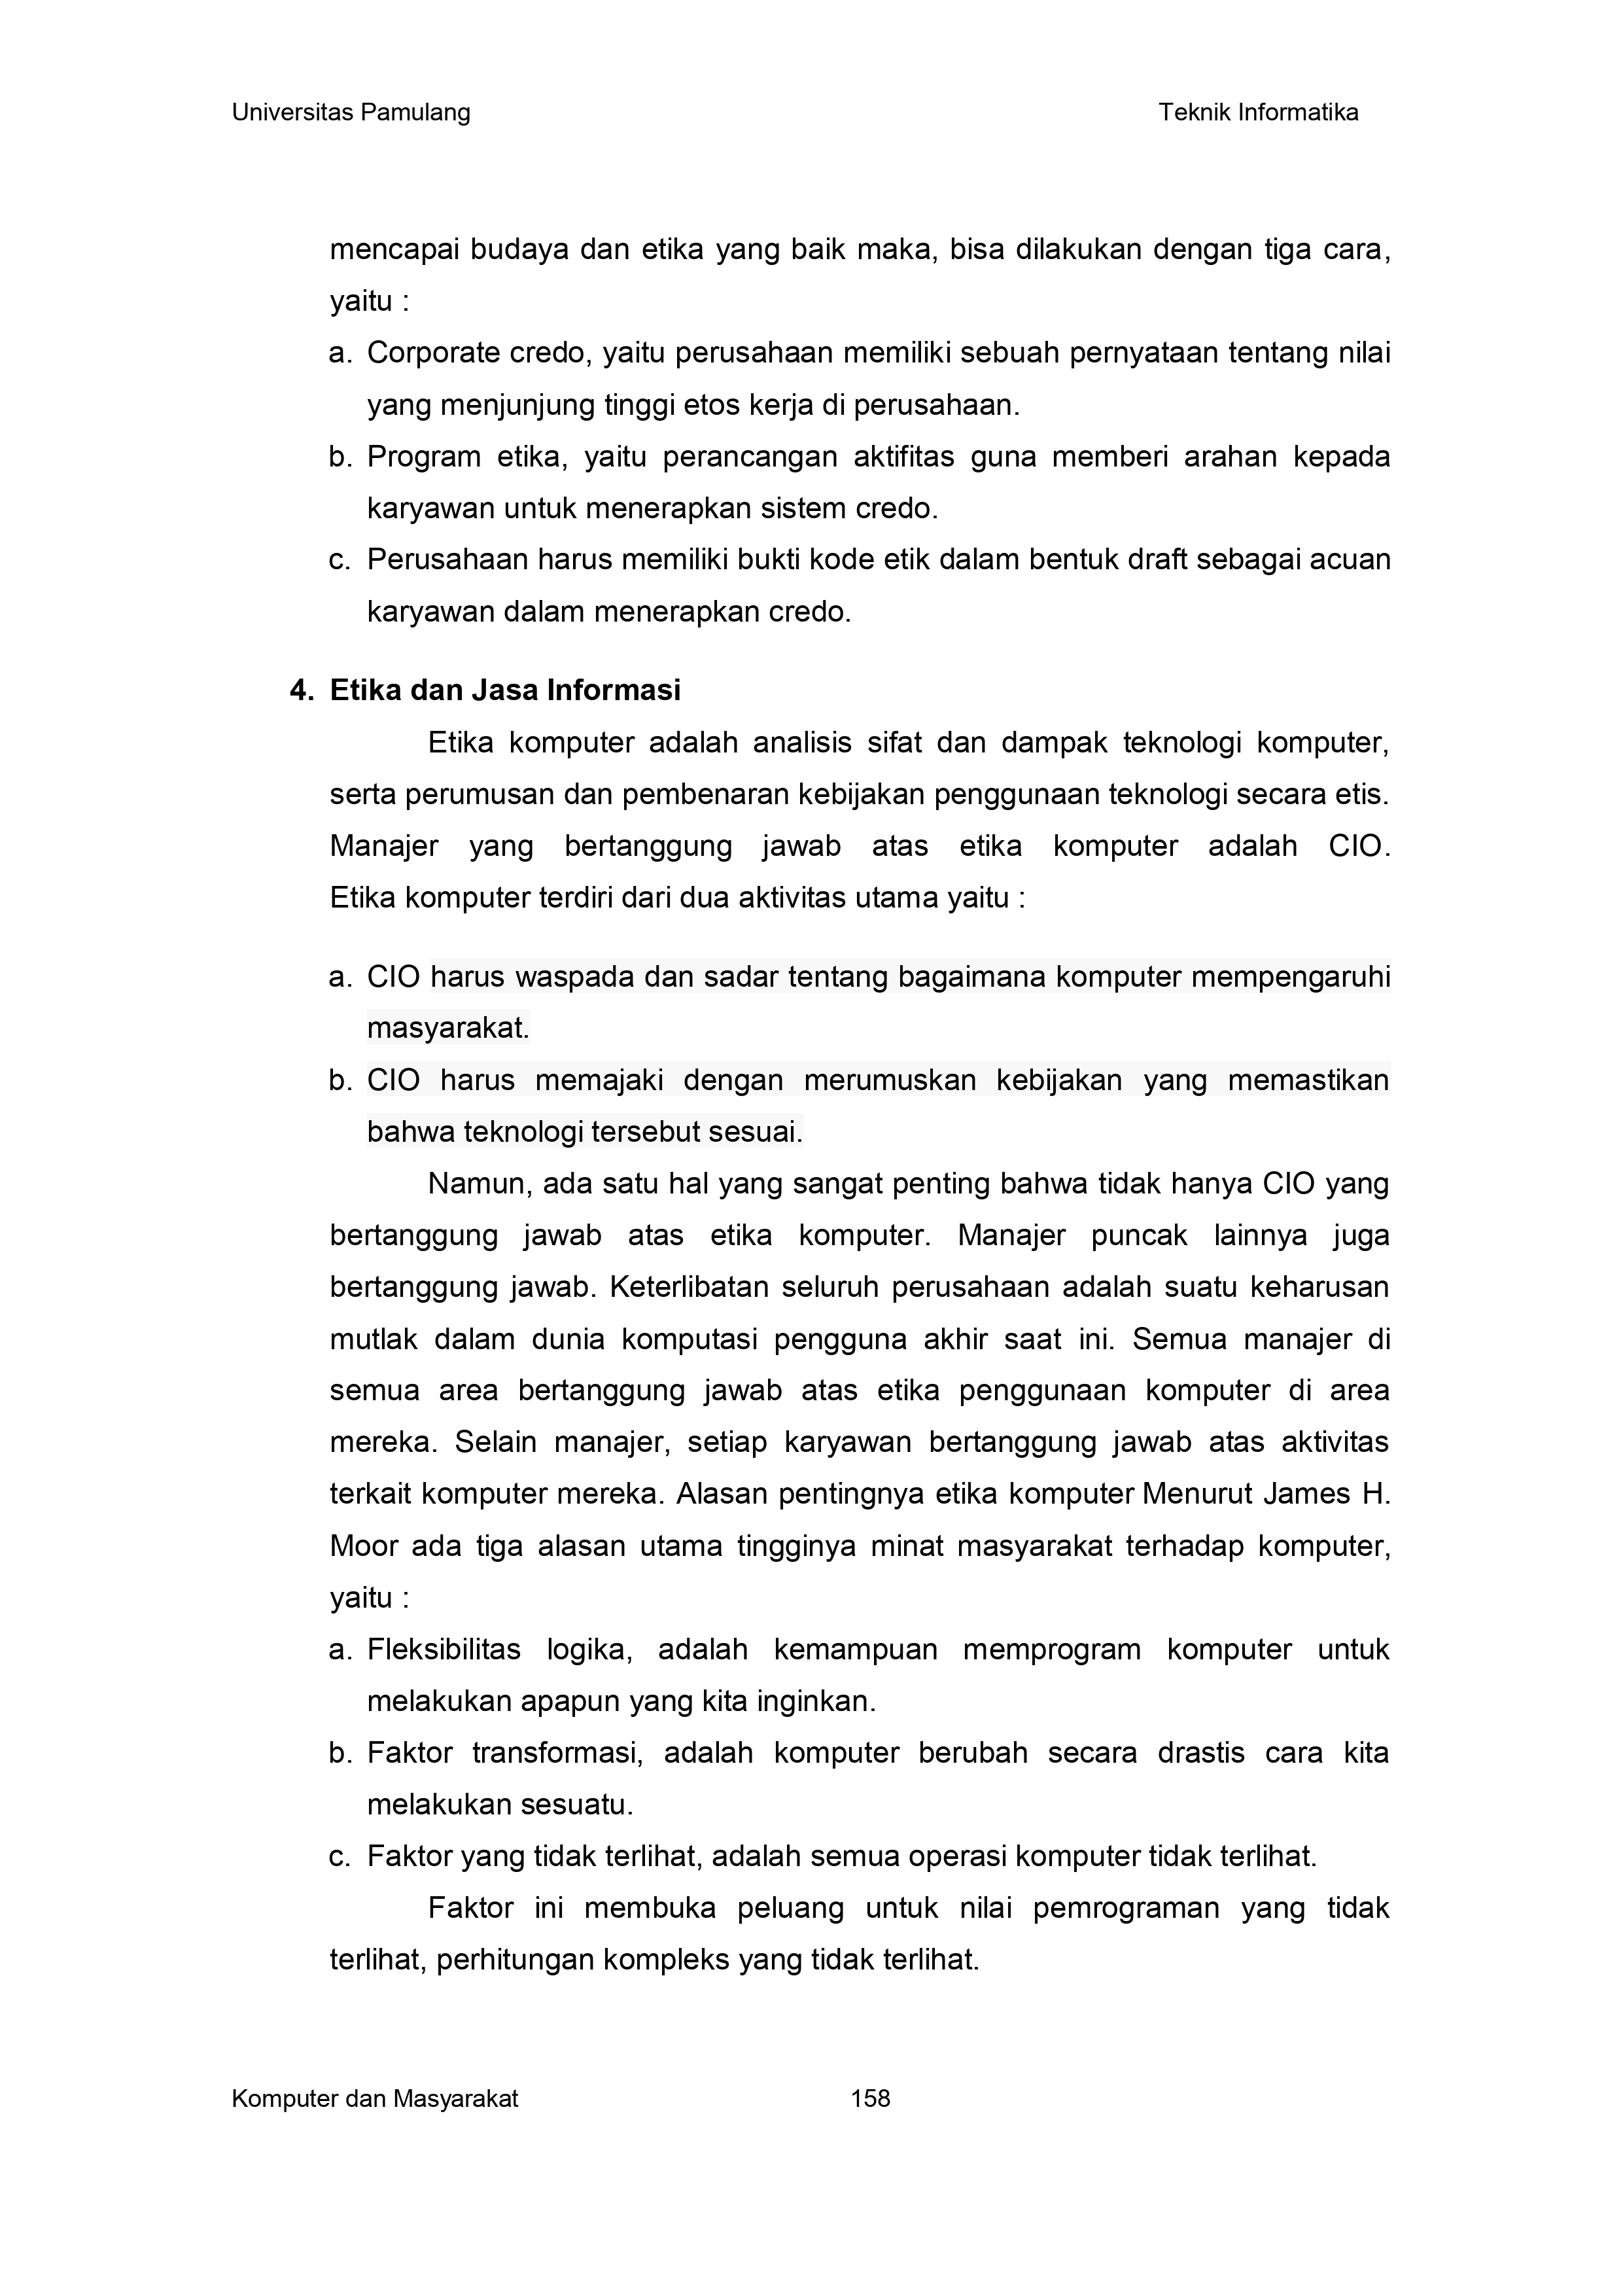 Universitas Pamulang Teknik Informatika
mencapai budaya dan etika yang baik maka, bisa dilakukan dengan tiga cara,
yaitu :
a. Corporate credo, yaitu perusahaan memiliki sebuah pernyataan tentang nilai
yang menjunjung tinggi etos kerja di perusahaan.
b. Program etika, yaitu perancangan aktifitas guna memberi arahan kepada
karyawan untuk menerapkan sistem credo.
c. Perusahaan harus memiliki bukti kode etik dalam bentuk draft sebagai acuan
karyawan dalam menerapkan credo.
4. Etika dan Jasa Informasi
Etika komputer adalah analisis sifat dan dampak teknologi komputer,
serta perumusan dan pembenaran kebijakan penggunaan teknologi secara etis.
Manajer yang bertanggung jawab atas etika komputer adalah CIO.
Etika komputer terdiri dari dua aktivitas utama yaitu :
a. CIO harus waspada dan sadar tentang bagaimana komputer mempengaruhi
masyarakat.
b. CIO harus memajaki dengan merumuskan kebijakan yang memastikan
bahwa teknologi tersebut sesuai.
Namun, ada satu hal yang sangat penting bahwa tidak hanya CIO yang
bertanggung jawab atas etika komputer. Manajer puncak lainnya juga
bertanggung jawab. Keterlibatan seluruh perusahaan adalah suatu keharusan
mutlak dalam dunia komputasi pengguna akhir saat ini. Semua manajer di
semua area bertanggung jawab atas etika penggunaan komputer di area
mereka. Selain manajer, setiap karyawan bertanggung jawab atas aktivitas
terkait komputer mereka. Alasan pentingnya etika komputer Menurut James H.
Moor ada tiga alasan utama tingginya minat masyarakat terhadap komputer,
yaitu :
a. Fleksibilitas logika, adalah kemampuan memprogram komputer untuk
melakukan apapun yang kita inginkan.
b. Faktor transformasi, adalah komputer berubah secara drastis cara kita
melakukan sesuatu.
c. Faktor yang tidak terlihat, adalah semua operasi komputer tidak terlihat.
Faktor ini membuka peluang untuk nilai pemrograman yang tidak
terlihat, perhitungan kompleks yang tidak terlihat.
Komputer dan Masyarakat 158